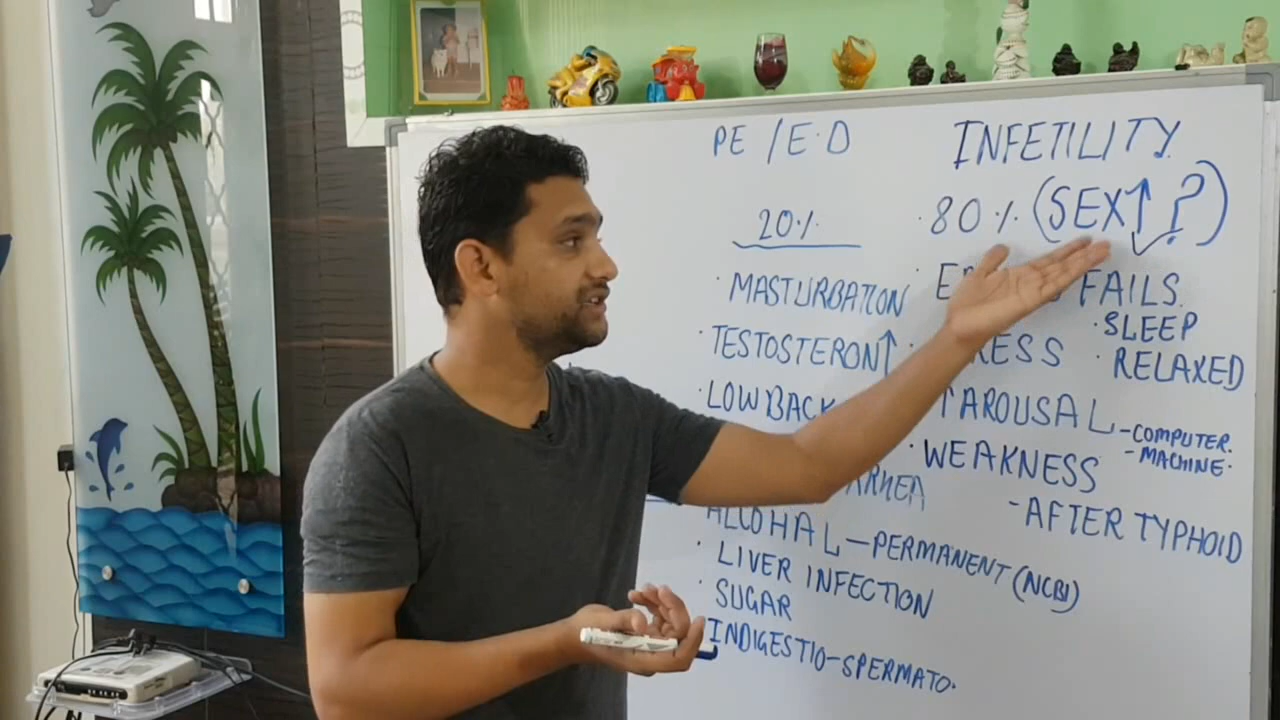 PE / E.D
20%
· MASTURBATION
· TESTOSTERON↑
· LOW BACK
ALCOHAL - PERMANENT (NCBI)
· LIVER INFECTION
· SUGAR
INDIGESTIO-SPERMATO.
INFETILITY
· 80% (SEX↑ ?)
FAILS.
· SLEEP
· RELAXED
AROUSAL
- COMPUTER.
- MACHINE.
· WEAKNESS
- AFTER TYPHOID